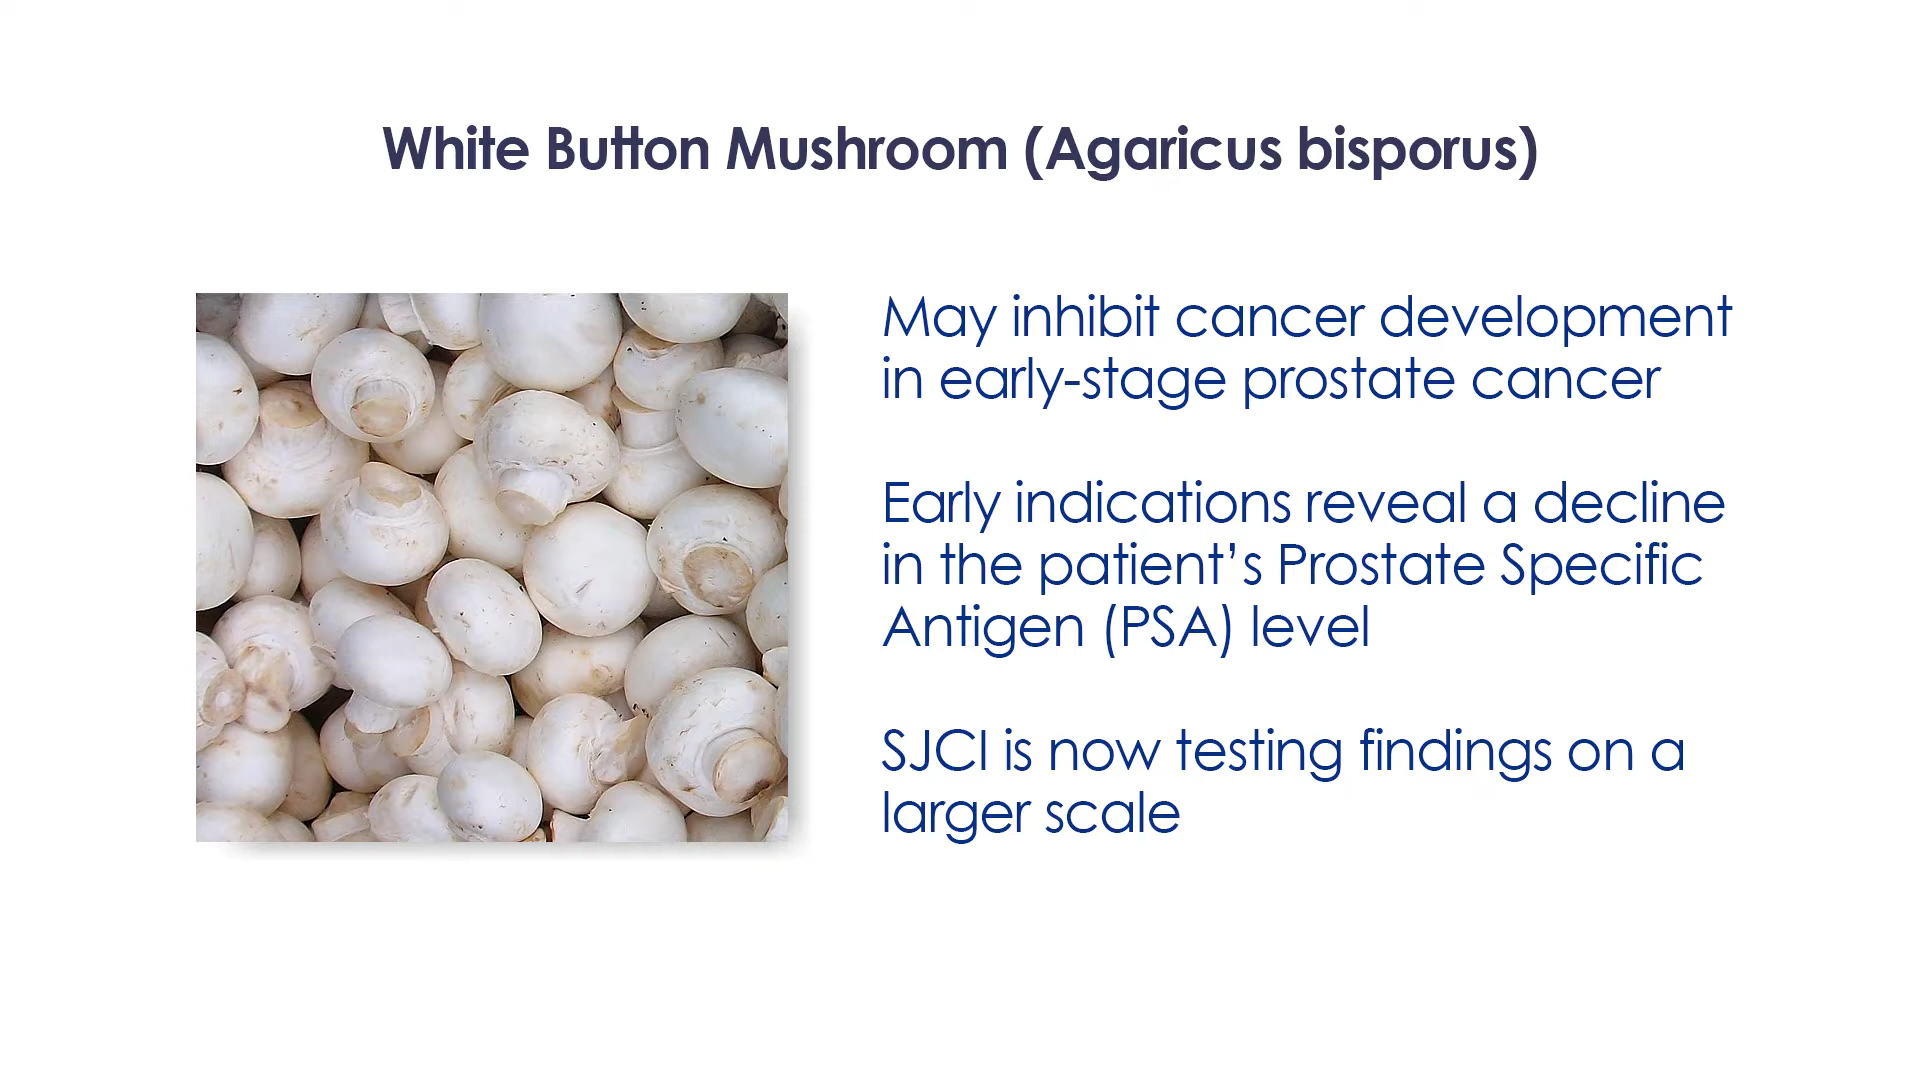 White Button Mushroom (Agaricus bisporus)
May inhibit cancer development
in early-stage prostate cancer
Early indications reveal a decline
in the patient’s Prostate Specific
Antigen (PSA) level
SJCI is now testing findings on a
larger scale